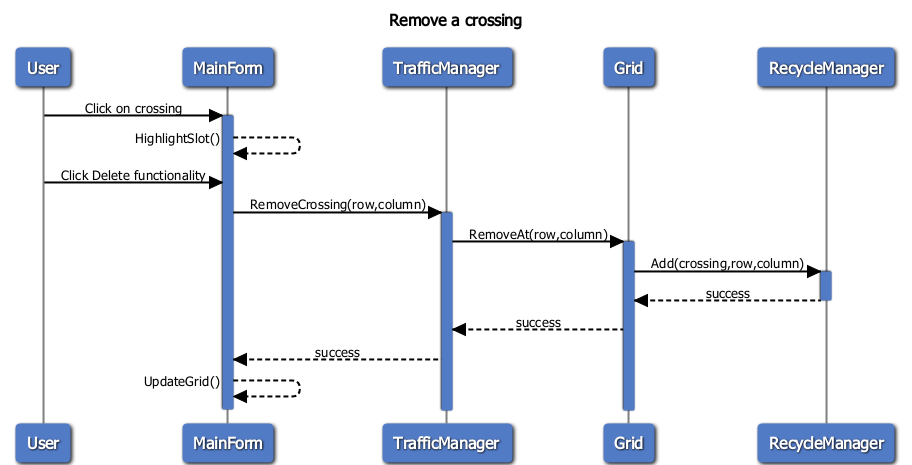 Remove a crossing
User
MainForm
TrafficManager
Grid
RecycleManager
Click on crossing
HighlightSlot()
Click Delete functionality
RemoveCrossing(row,column)
RemoveAt(row,column)
Add(crossing,row,column)
success
success
success
UpdateGrid()
User
MainForm
TrafficManager
Grid
RecycleManager